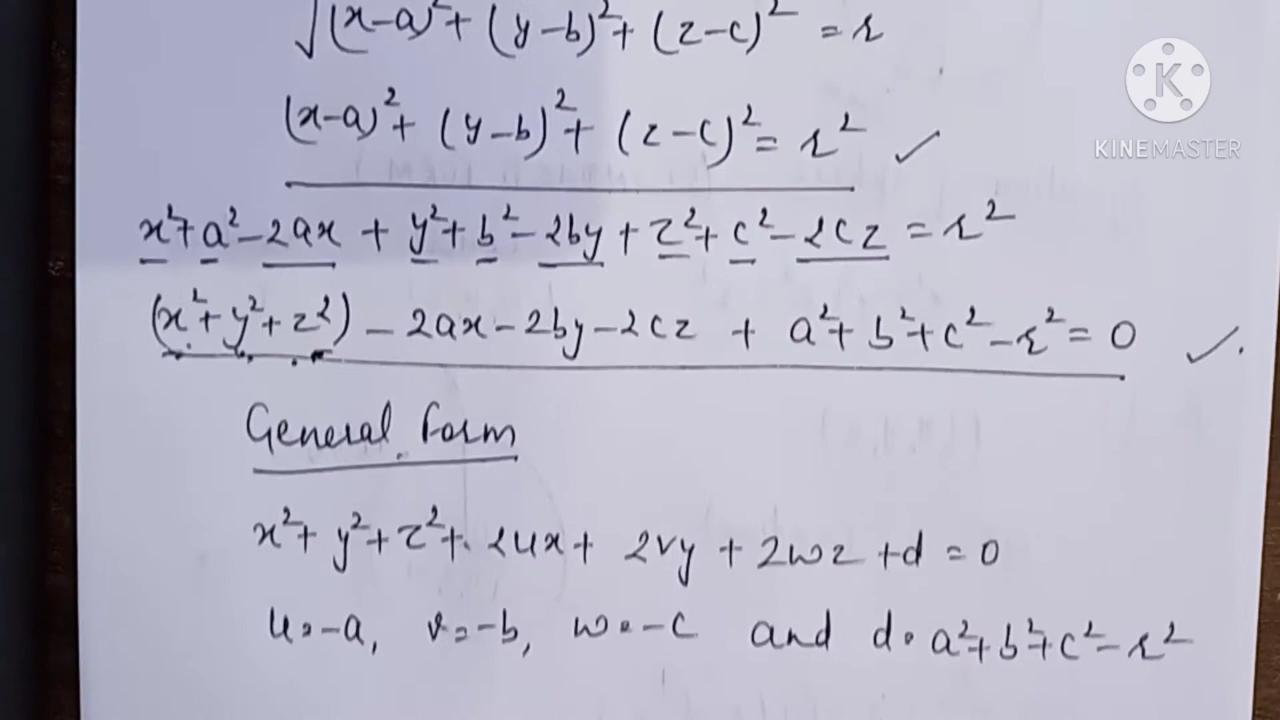 √(x-a)²+(y-b)²+(z-c)² = r
(x-a)²+(y-b)²+(z-c)² = r²
KINEMASTER
x²+a²-2ax + y²+b²-2by + z²+c²-2cz = r²
(x²+y²+z²) - 2ax-2by-2cz + a²+b²+c²-r²=0
General form
x²+y²+z²+2ux+2vy+2wz+d=0
u=-a, v=-b, w=-c and d=a²+b²+c²-r²